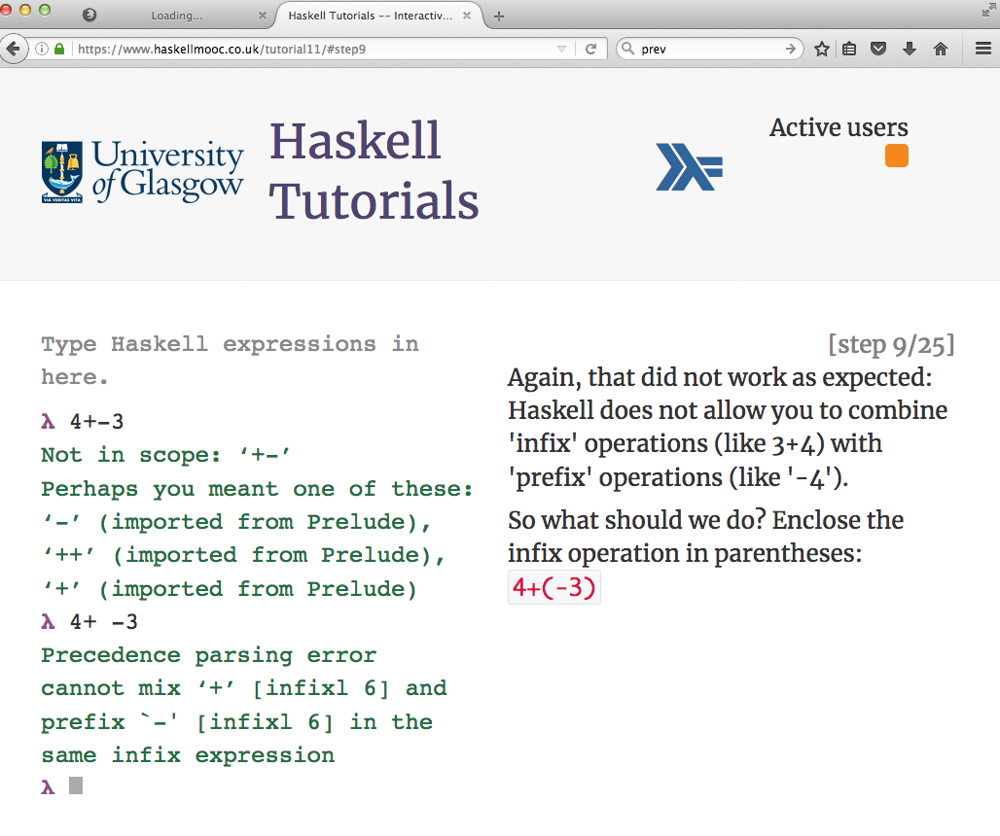 Loading...
Haskell Tutorials -- Interactiv...
https://www.haskellmooc.co.uk/tutorial11/#step9
prev
University
of Glasgow
VIA VERITAS VITA
Haskell
Tutorials
Active users
Type Haskell expressions in
here.
λ 4+-3
Not in scope: ‘+-’
Perhaps you meant one of these:
‘-’ (imported from Prelude),
‘++’ (imported from Prelude),
‘+’ (imported from Prelude)
λ 4+ -3
Precedence parsing error
cannot mix ‘+’ [infixl 6] and
prefix `-' [infixl 6] in the
same infix expression
λ
[step 9/25]
Again, that did not work as expected:
Haskell does not allow you to combine
'infix' operations (like 3+4) with
'prefix' operations (like '-4').
So what should we do? Enclose the
infix operation in parentheses:
4+(-3)